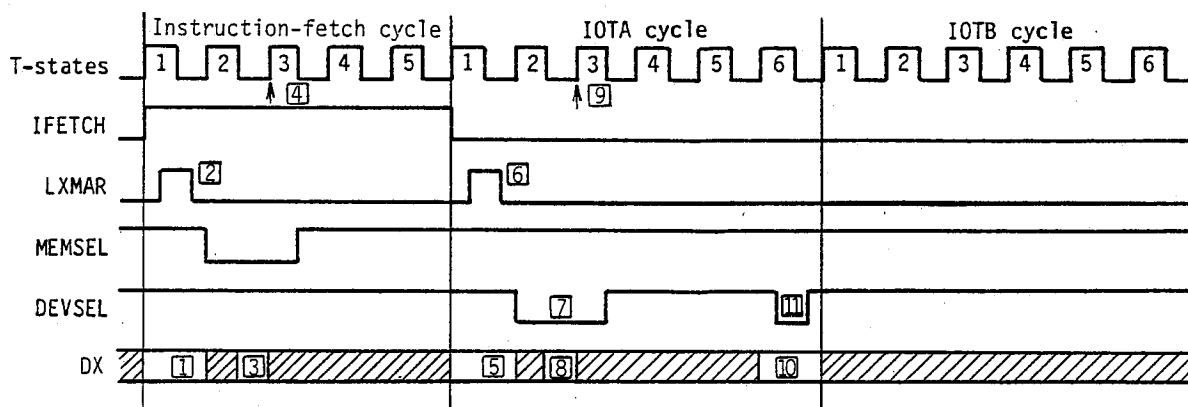 Instruction-fetch cycle IOTA cycle IOTB cycle
T-states 1 2 3 4 5 1 2 3 4 5 6 1 2 3 4 5 6
4 9
IFETCH
LXMAR 2 6
MEMSEL
DEVSEL 7 11
DX 1 3 5 8 10